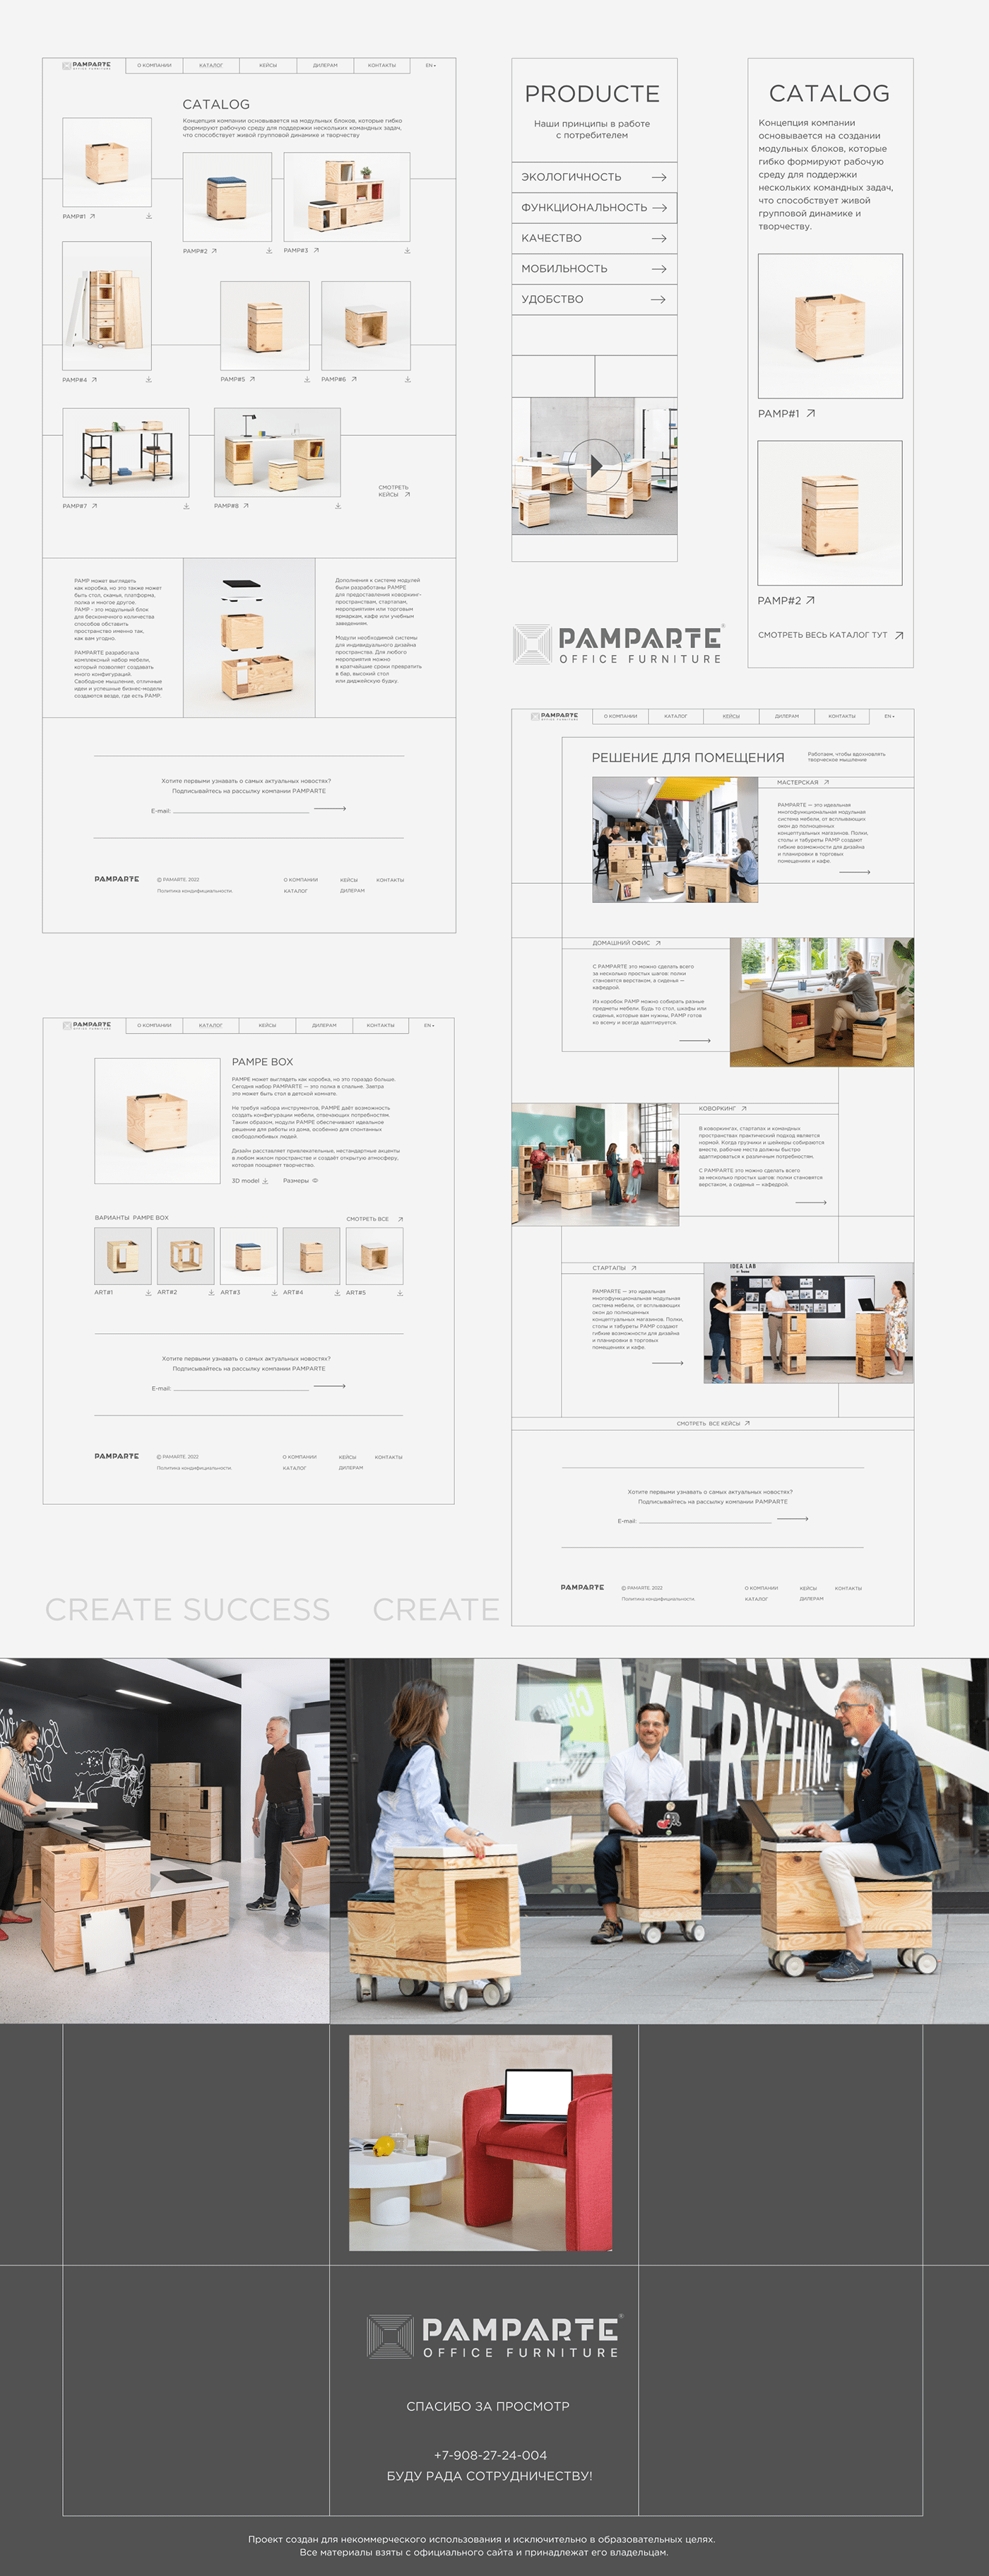 PAMPARTE
OFFICE FURNITURE
О КОМПАНИИ
КАТАЛОГ
КЕЙСЫ
ДИЛЕРАМ
КОНТАКТЫ
EN
CATALOG
Концепция компании основывается на модульных блоков, которые гибко
формируют рабочую среду для поддержки нескольких командных задач,
что способствует живой групповой динамике и творчеству
PAMP#1
PAMP#2
PAMP#3
PAMP#4
PAMP#5
PAMP#6
PAMP#7
PAMP#8
СМОТРЕТЬ
КЕЙСЫ
PAMP может выглядеть
как коробка, но это также может
быть стол, скамья, платформа,
полка и многое другое.
PAMP - это модульный блок
для бесконечного количества
способов обставить
пространство именно так,
как вам угодно.
PAMPARTE разработала
комплексный набор мебели,
который позволяет создавать
много конфигураций.
Свободное мышление, отличные
идеи и успешные бизнес-модели
создаются везде, где есть PAMP.
Дополнения к системе модулей
были разработаны PAMPE
для предоставления коворкинг-
пространствам, стартапам,
мероприятиям или торговым
ярмаркам, кафе или учебным
заведениям.
Модули необходимой системы
для индивидуального дизайна
пространства. Для любого
мероприятия можно
в кратчайшие сроки превратить
в бар, высокий стол
или диджейскую будку.
Хотите первыми узнавать о самых актуальных новостях?
Подписывайтесь на рассылку компании PAMPARTE
E-mail:
PAMPARTE
© PAMARTE, 2022
Политика кондифициальности.
О КОМПАНИИ
КЕЙСЫ
КОНТАКТЫ
КАТАЛОГ
ДИЛЕРАМ
PRODUCTE
Наши принципы в работе
с потребителем
ЭКОЛОГИЧНОСТЬ
ФУНКЦИОНАЛЬНОСТЬ
КАЧЕСТВО
МОБИЛЬНОСТЬ
УДОБСТВО
PAMPARTE
OFFICE FURNITURE
CATALOG
Концепция компании
основывается на создании
модульных блоков, которые
гибко формируют рабочую
среду для поддержки
нескольких командных задач,
что способствует живой
групповой динамике и
творчеству.
PAMP#1
PAMP#2
СМОТРЕТЬ ВЕСЬ КАТАЛОГ ТУТ
PAMPARTE
О КОМПАНИИ
КАТАЛОГ
КЕЙСЫ
ДИЛЕРАМ
КОНТАКТЫ
EN
РЕШЕНИЕ ДЛЯ ПОМЕЩЕНИЯ
Работаем, чтобы вдохновлять
творческое мышление
МАСТЕРСКАЯ
PAMPARTE — это идеальная
многофункциональная модульная
система мебели, от всплывающих
окон до полноценных
концептуальных магазинов. Полки,
столы и табуреты PAMP создают
гибкие возможности для дизайна
и планировки в торговых
помещениях и кафе.
ДОМАШНИЙ ОФИС
С PAMPARTE это можно сделать всего
за несколько простых шагов: полки
становятся верстаком, а сиденья —
кафедрой.
Из коробок PAMP можно собирать разные
предметы мебели. Будь то стол, шкафы или
сиденье, которые вам нужны, PAMP готов
ко всему и всегда адаптируется.
КОВОРКИНГ
В коворкингах, стартапах и командных
пространствах практический подход является
нормой. Когда грузчики и шейкеры собираются
вместе, рабочие места должны быстро
адаптироваться к различным потребностям.
С PAMPARTE это можно сделать всего
за несколько простых шагов: полки становятся
верстаком, а сиденья — кафедрой.
СТАРТАПЫ
PAMPARTE — это идеальная
многофункциональная модульная
система мебели, от всплывающих
окон до полноценных
концептуальных магазинов. Полки,
столы и табуреты PAMP создают
гибкие возможности для дизайна
и планировки в торговых
помещениях и кафе.
IDEA LAB
СМОТРЕТЬ ВСЕ КЕЙСЫ
Хотите первыми узнавать о самых актуальных новостях?
Подписывайтесь на рассылку компании PAMPARTE
E-mail:
PAMPARTE
© PAMARTE, 2022
Политика кондифициальности.
О КОМПАНИИ
КЕЙСЫ
КОНТАКТЫ
КАТАЛОГ
ДИЛЕРАМ
PAMPARTE
OFFICE FURNITURE
О КОМПАНИИ
КАТАЛОГ
КЕЙСЫ
ДИЛЕРАМ
КОНТАКТЫ
EN
PAMPE BOX
PAMPE может выглядеть как коробка, но это гораздо больше.
Сегодня набор PAMPARTE — это полка в спальне. Завтра
это может быть стол в детской комнате.
Не требуя набора инструментов, PAMPE даёт возможность
создать конфигурации мебели, отвечающих потребностям.
Таким образом, модули PAMPE обеспечивают идеальное
решение для работы из дома, особенно для спонтанных
свободолюбивых людей.
Дизайн расставляет привлекательные, нестандартные акценты
в любом жилом пространстве и создаёт открытую атмосферу,
которая поощряет творчество.
3D model
Размеры
ВАРИАНТЫ PAMPE BOX
СМОТРЕТЬ ВСЕ
ART#1
ART#2
ART#3
ART#4
ART#5
Хотите первыми узнавать о самых актуальных новостях?
Подписывайтесь на рассылку компании PAMPARTE
E-mail:
PAMPARTE
© PAMARTE, 2022
Политика кондифициальности.
О КОМПАНИИ
КЕЙСЫ
КОНТАКТЫ
КАТАЛОГ
ДИЛЕРАМ
CREATE SUCCESS CREATE
EVERYTHING
PAMPARTE
OFFICE FURNITURE
СПАСИБО ЗА ПРОСМОТР
+7-908-27-24-004
БУДУ РАДА СОТРУДНИЧЕСТВУ!
Проект создан для некоммерческого использования и исключительно в образовательных целях.
Все материалы взяты с официального сайта и принадлежат его владельцам.